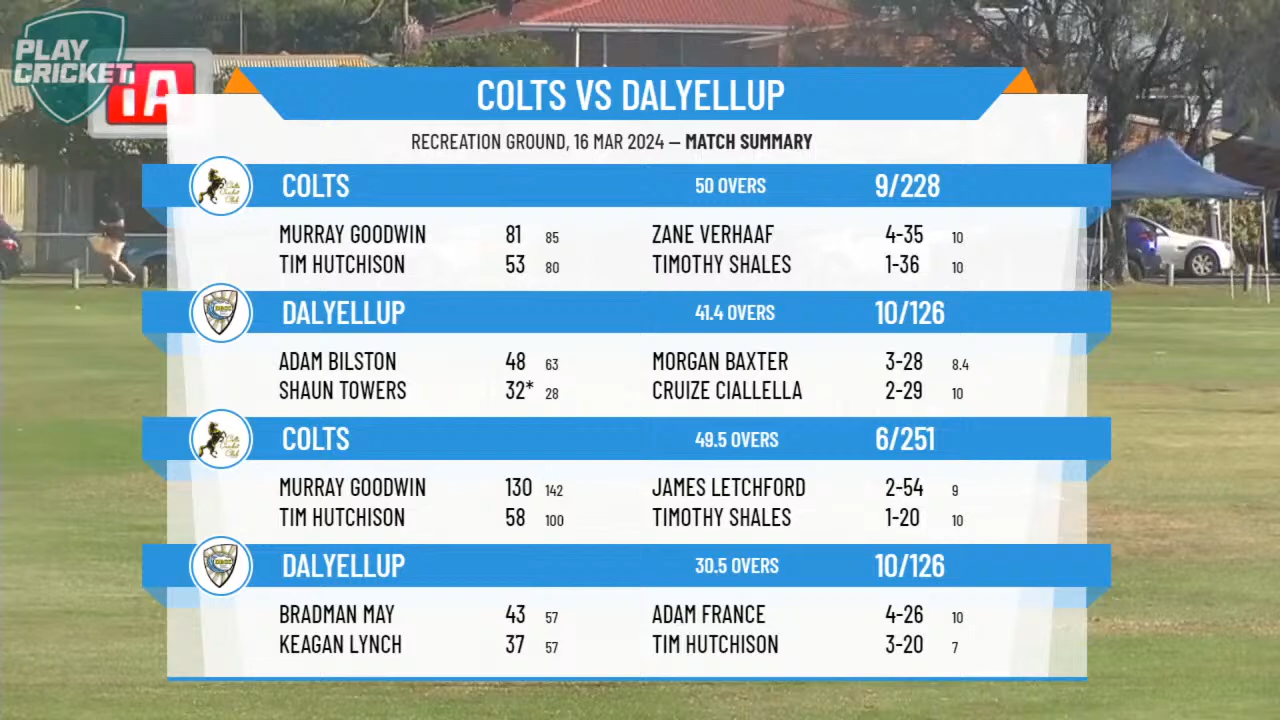 PLAY
CRICKET
iA
COLTS VS DALYELLUP
RECREATION GROUND, 16 MAR 2024 – MATCH SUMMARY
COLTS 50 OVERS 9/228
MURRAY GOODWIN 81 85 ZANE VERHAAF 4-35 10
TIM HUTCHISON 53 80 TIMOTHY SHALES 1-36 10
DALYELLUP 41.4 OVERS 10/126
ADAM BILSTON 48 63 MORGAN BAXTER 3-28 8.4
SHAUN TOWERS 32* 28 CRUIZE CIALLELLA 2-29 10
COLTS 49.5 OVERS 6/251
MURRAY GOODWIN 130 142 JAMES LETCHFORD 2-54 9
TIM HUTCHISON 58 100 TIMOTHY SHALES 1-20 10
DALYELLUP 30.5 OVERS 10/126
BRADMAN MAY 43 57 ADAM FRANCE 4-26 10
KEAGAN LYNCH 37 57 TIM HUTCHISON 3-20 7